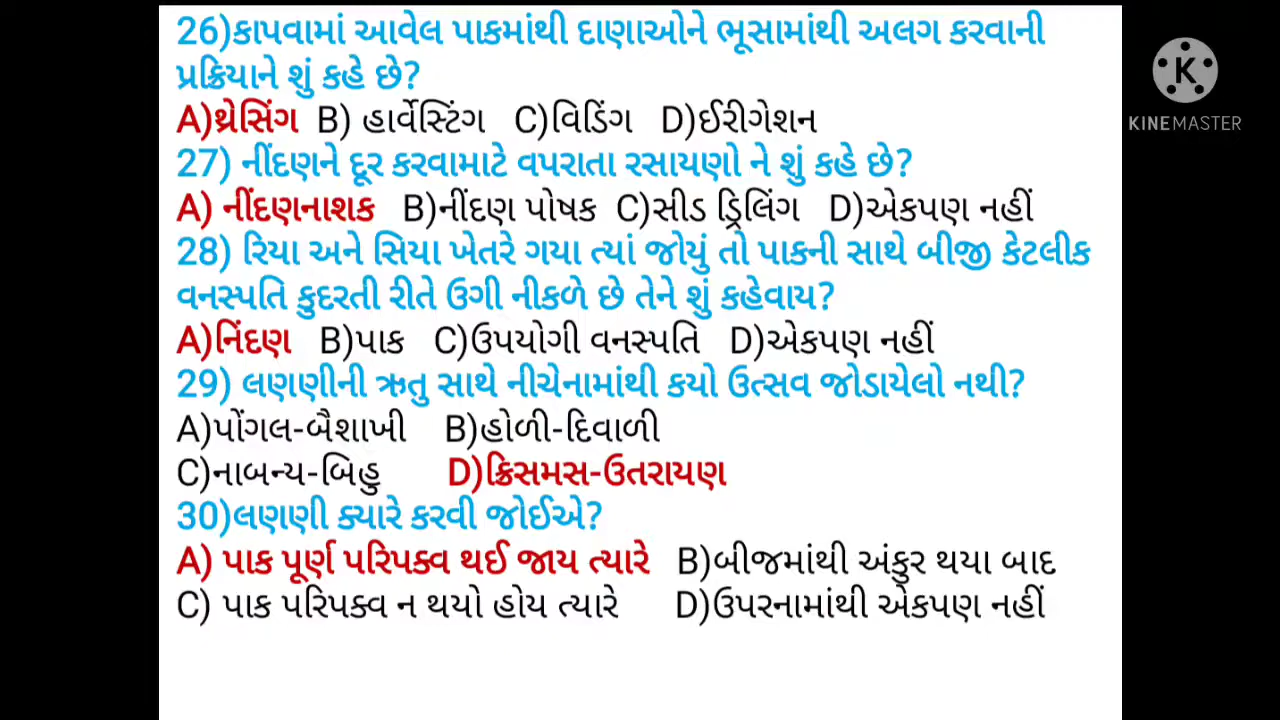 26)કાપવામાં આવેલ પાકમાંથી દાણાઓને ભૂસામાંથી અલગ કરવાની
પ્રક્રિયાને શું કહે છે?
A)થ્રેસિંગ B) હાર્વેસ્ટિંગ C)વિડિંગ D)ઈરીગેશન
27) નીંદણને દૂર કરવામાટે વપરાતા રસાયણો ને શું કહે છે?
A) નીંદણનાશક B)નીંદણ પોષક C)સીડ ડ્રિલિંગ D)એકપણ નહીં
28) રિયા અને સિયા ખેતરે ગયા ત્યાં જોયું તો પાકની સાથે બીજી કેટલીક
વનસ્પતિ કુદરતી રીતે ઉગી નીકળે છે તેને શું કહેવાય?
A)નિંદણ B)પાક C)ઉપયોગી વનસ્પતિ D)એકપણ નહીં
29) લણણીની ઋતુ સાથે નીચેનામાંથી કયો ઉત્સવ જોડાયેલો નથી?
A)પોંગલ-બૈશાખી B)હોળી-દિવાળી
C)નાબન્ય-બિહુ D)ક્રિસમસ-ઉતરાયણ
30)લણણી ક્યારે કરવી જોઈએ?
A) પાક પૂર્ણ પરિપક્વ થઈ જાય ત્યારે B)બીજમાંથી અંકુર થયા બાદ
C) પાક પરિપક્વ ન થયો હોય ત્યારે D)ઉપરનામાંથી એકપણ નહીં
K
KINEMASTER